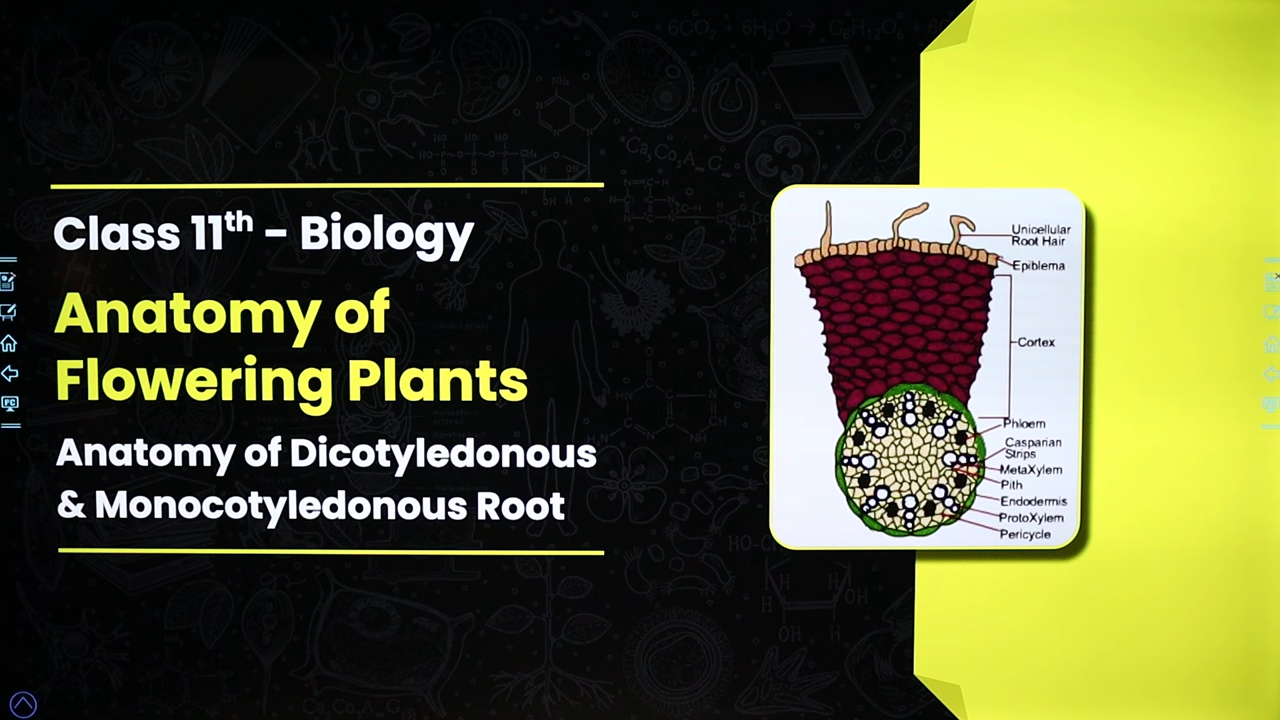 Class 11th – Biology
Anatomy of
Flowering Plants
Anatomy of Dicotyledonous
& Monocotyledonous Root
Unicellular
Root Hair
Epiblema
Cortex
Phloem
Casparian
Strips
MetaXylem
Pith
Endodermis
ProtoXylem
Pericycle
PC